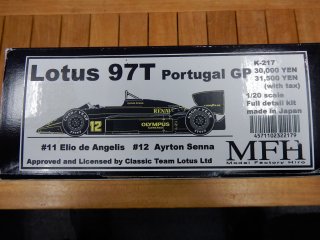 Lotus 97T Portugal GP
K-217
30,000 YEN
31,500 YEN
(with tax)
1/20 scale
Full detail kit
made in Japan
RENAULT
12
OLYMPUS
#11 Elio de Angelis #12 Ayrton Senna
Approved and Licensed by Classic Team Lotus Ltd
4571102322179
MFH
Model Factory Hiro